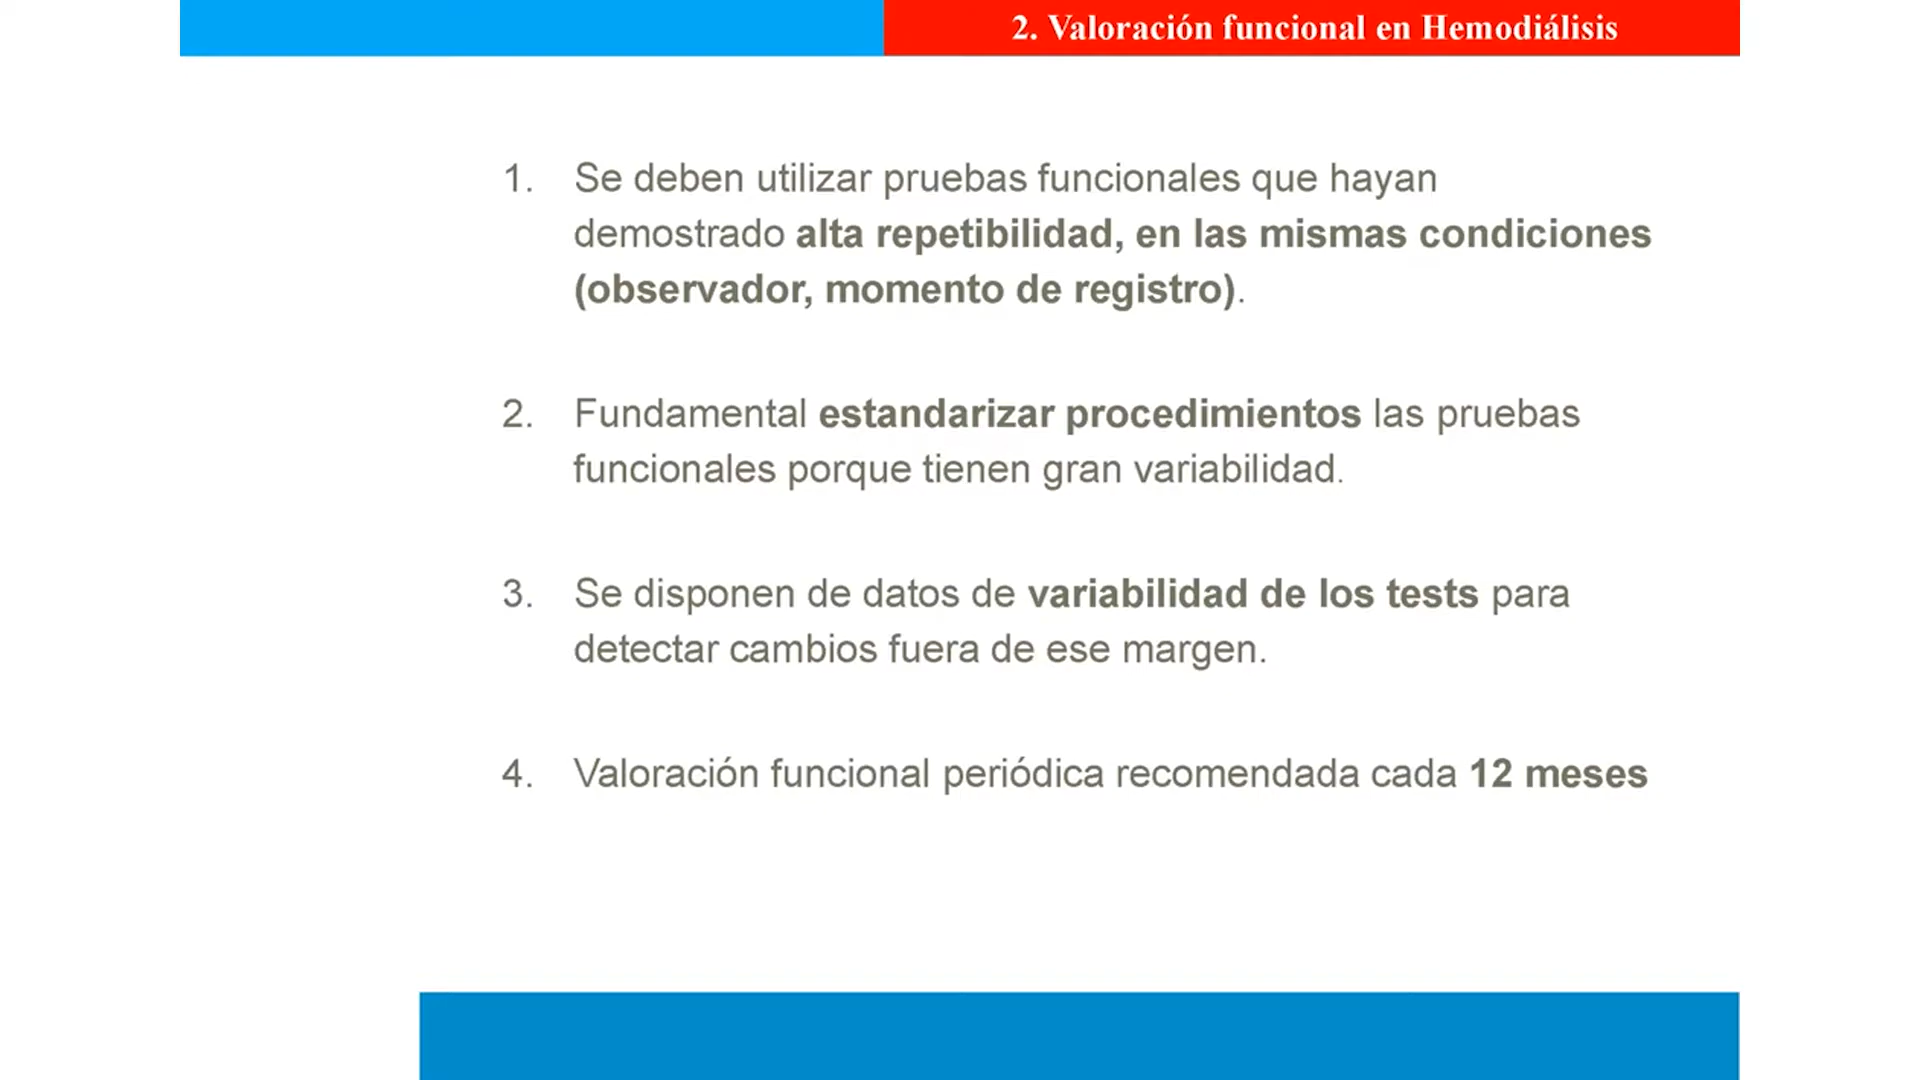 2. Valoración funcional en Hemodiálisis
1. Se deben utilizar pruebas funcionales que hayan
demostrado alta repetibilidad, en las mismas condiciones
(observador, momento de registro).
2. Fundamental estandarizar procedimientos las pruebas
funcionales porque tienen gran variabilidad.
3. Se disponen de datos de variabilidad de los tests para
detectar cambios fuera de ese margen.
4. Valoración funcional periódica recomendada cada 12 meses